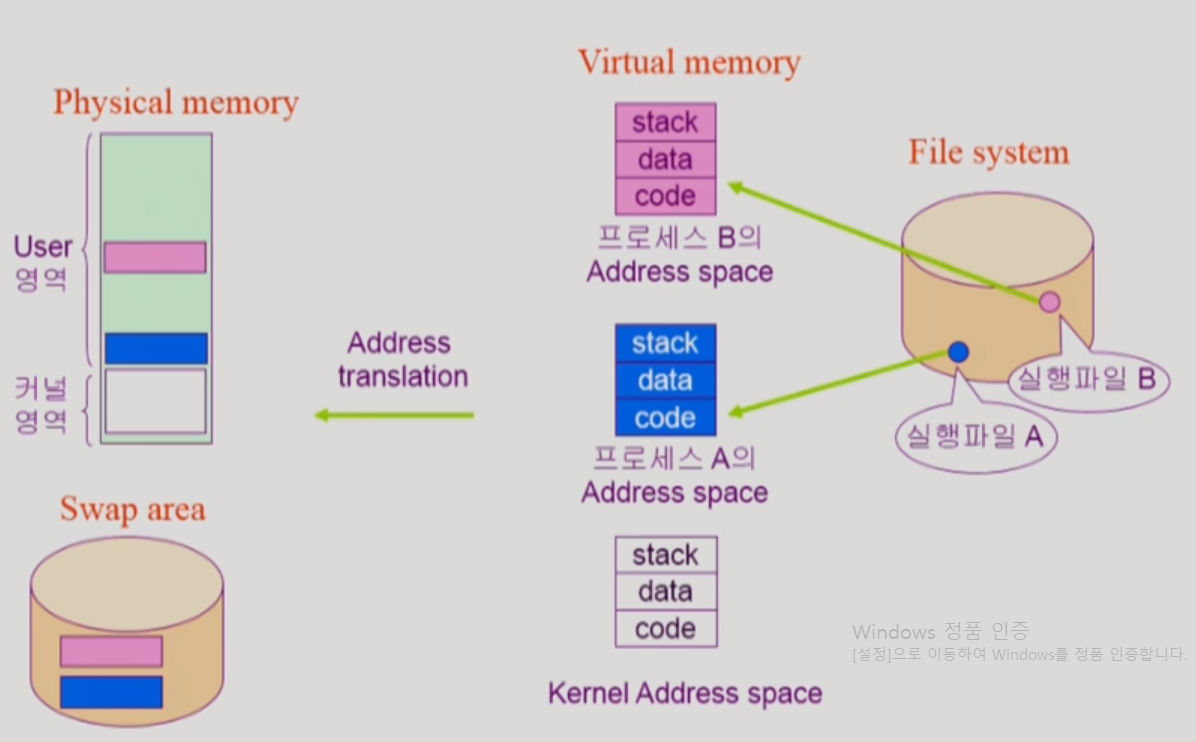 Virtual memory
Physical memory
stack
data
code
프로세스 B의
Address space
File system
User
영역
커널
영역
Address
translation
stack
data
code
프로세스 A의
Address space
실행파일 B
실행파일 A
Swap area
stack
data
code
Kernel Address space
Windows 정품 인증
[설정]으로 이동하여 Windows를 정품 인증합니다.